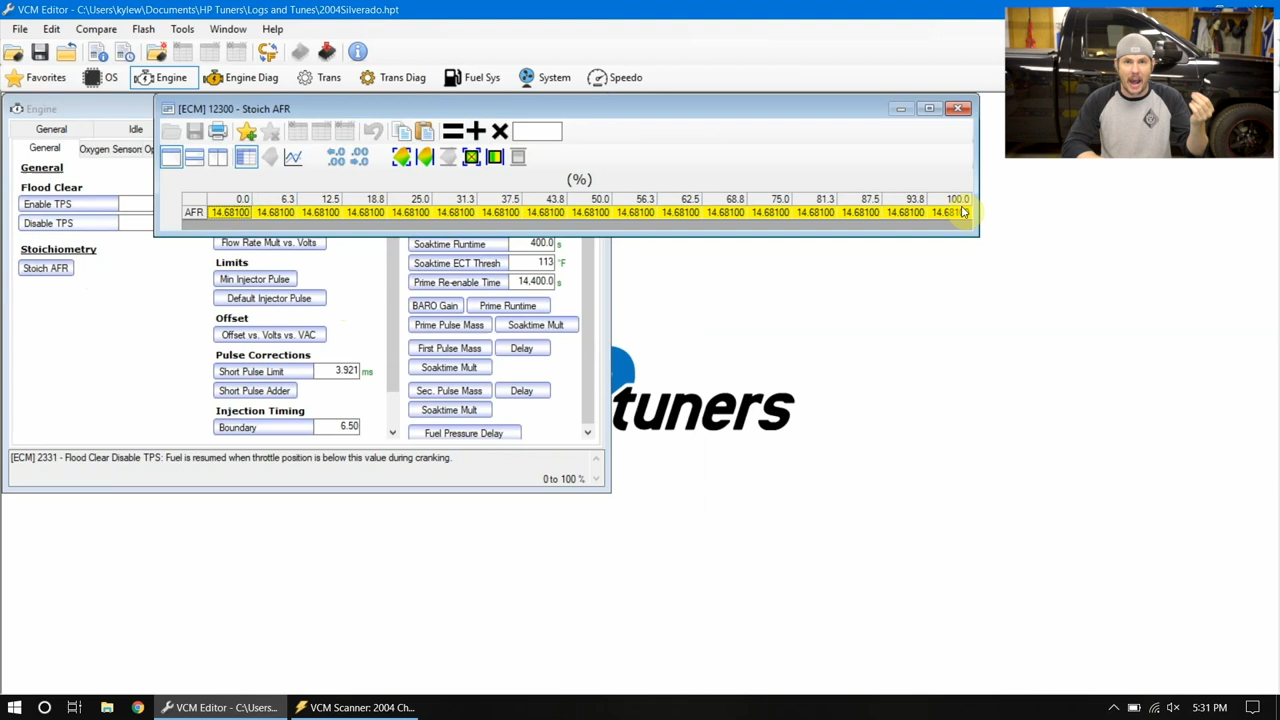 VCM Editor - C:\Users\kylew\Documents\HP Tuners\Logs and Tunes\2004Silverado.hpt
File Edit Compare Flash Tools Window Help
Favorites OS Engine Engine Diag Trans Trans Diag Fuel Sys System Speedo
Engine
[ECM] 12300 - Stoich AFR
General Idle
General Oxygen Sensor Op
General
Flood Clear
Enable TPS
Disable TPS
Stoichiometry
Stoich AFR
(%)
0.0 6.3 12.5 18.8 25.0 31.3 37.5 43.8 50.0 56.3 62.5 68.8 75.0 81.3 87.5 93.8 100.0
AFR 14.68100 14.68100 14.68100 14.68100 14.68100 14.68100 14.68100 14.68100 14.68100 14.68100 14.68100 14.68100 14.68100 14.68100 14.68100 14.68100
Flow Rate Mult vs. Volts
Limits
Min Injector Pulse
Default Injector Pulse
Offset
Offset vs. Volts vs. VAC
Pulse Corrections
Short Pulse Limit 3.921 ms
Short Pulse Adder
Injection Timing
Boundary 6.50
Soaktime Runtime 400.0 s
Soaktime ECT Thresh 113 °F
Prime Re-enable Time 14,400.0 s
BARO Gain Prime Runtime
Prime Pulse Mass Soaktime Mult
First Pulse Mass Delay
Soaktime Mult
Sec. Pulse Mass Delay
Soaktime Mult
Fuel Pressure Delay
[ECM] 2331 - Flood Clear Disable TPS: Fuel is resumed when throttle position is below this value during cranking.
0 to 100 %
tuners
VCM Editor - C:\Users... VCM Scanner: 2004 Ch... 5:31 PM